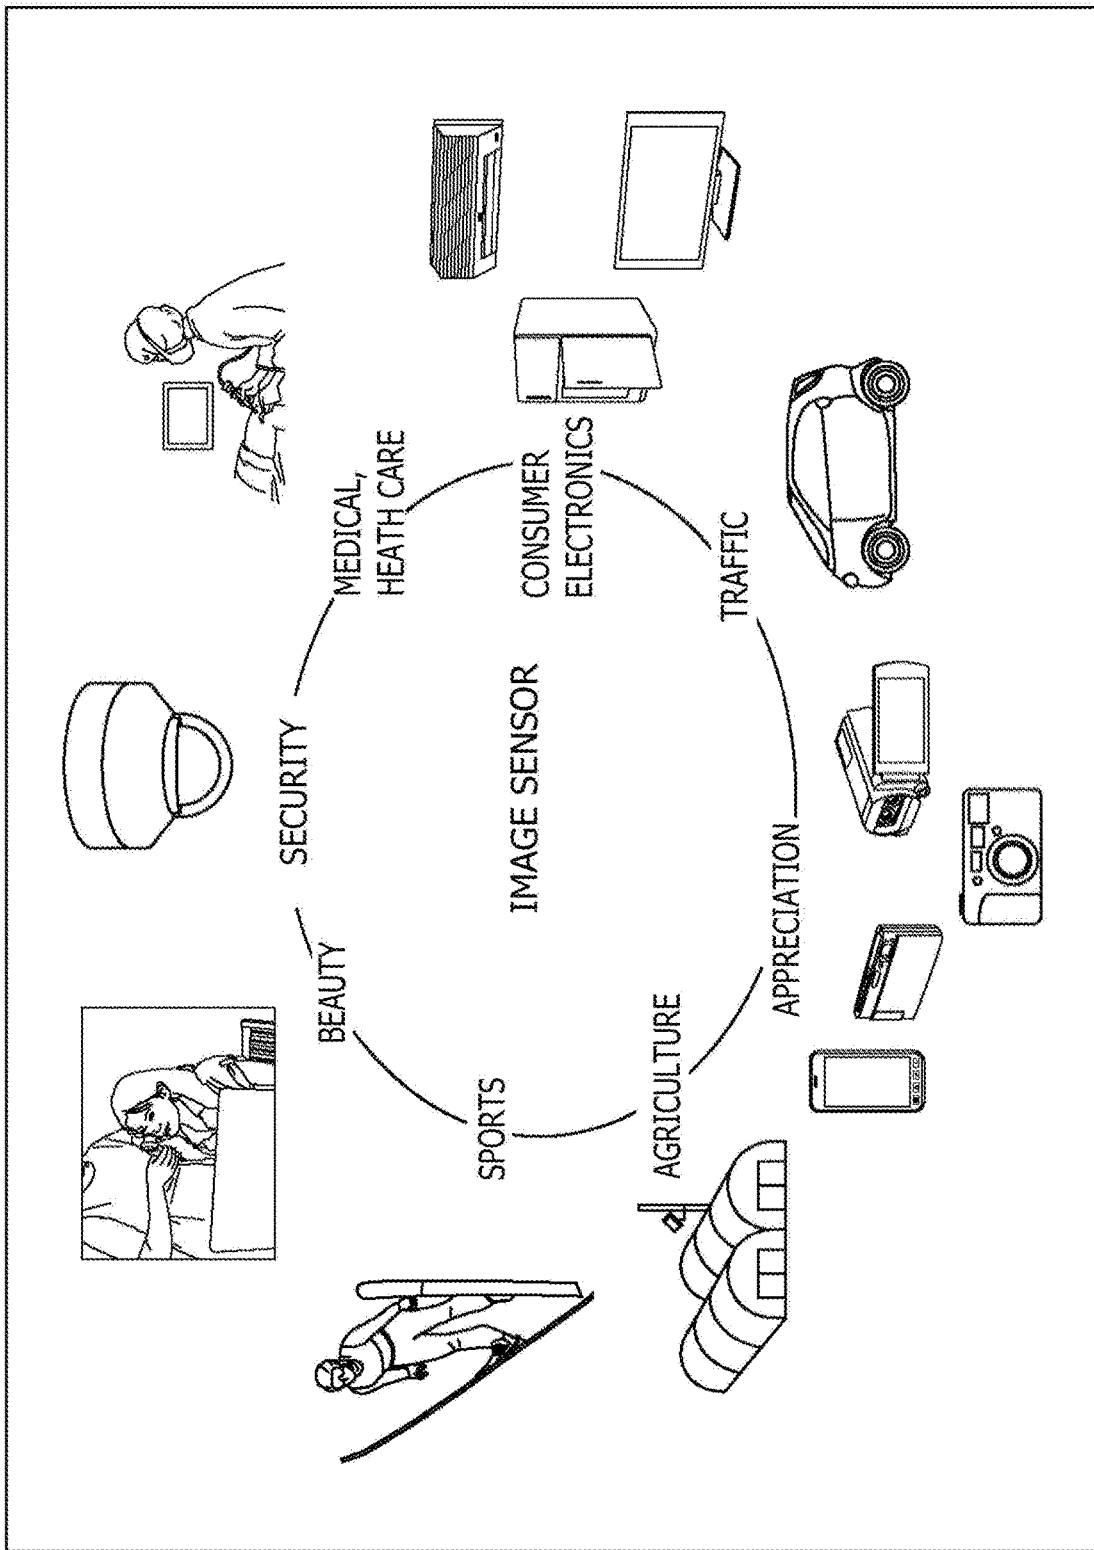 SECURITY
MEDICAL,
HEATH CARE
CONSUMER
ELECTRONICS
TRAFFIC
APPRECIATION
AGRICULTURE
SPORTS
BEAUTY
IMAGE SENSOR